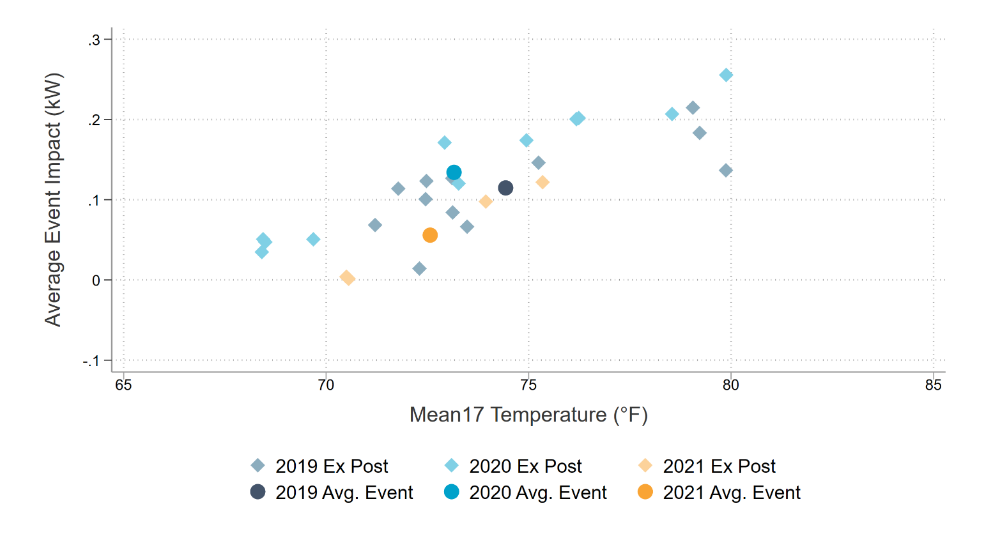 Average Event Impact (kW)
.3
.2
.1
0
-.1
65 70 75 80 85
Mean17 Temperature (°F)
2019 Ex Post 2020 Ex Post 2021 Ex Post
2019 Avg. Event 2020 Avg. Event 2021 Avg. Event